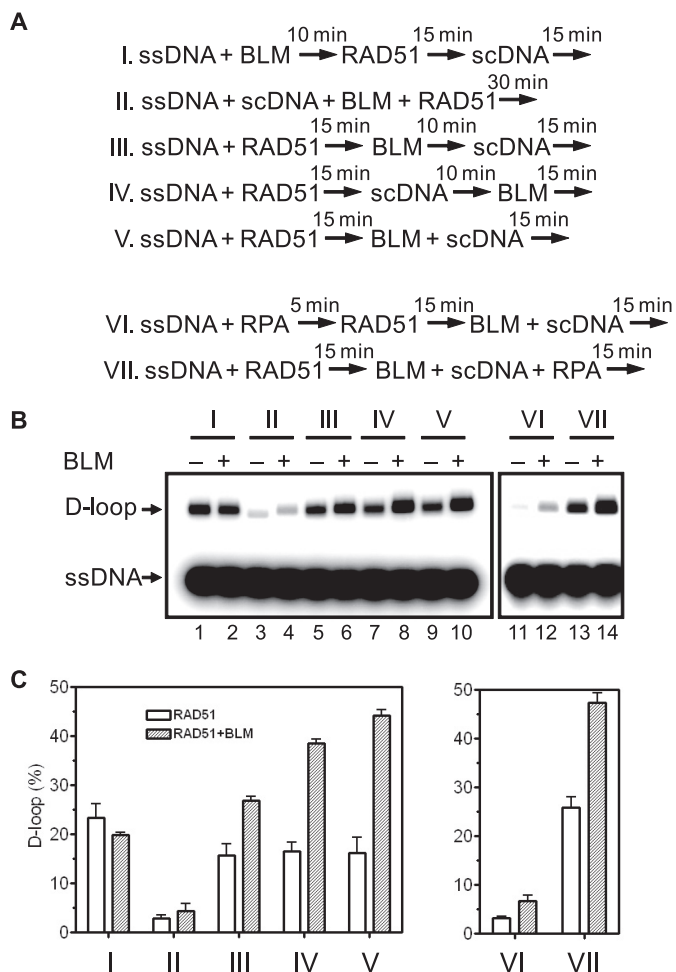 A
10 min 15 min 15 min
I. ssDNA + BLM → RAD51 → scDNA →
30 min
II. ssDNA + scDNA + BLM + RAD51 →
15 min 10 min 15 min
III. ssDNA + RAD51 → BLM → scDNA →
15 min 10 min 15 min
IV. ssDNA + RAD51 → scDNA → BLM →
15 min 15 min
V. ssDNA + RAD51 → BLM + scDNA →
5 min 15 min 15 min
VI. ssDNA + RPA → RAD51 → BLM + scDNA →
15 min 15 min
VII. ssDNA + RAD51 → BLM + scDNA + RPA →
B
I II III IV V VI VII
BLM – + – + – + – + – + – + – +
D-loop
ssDNA
1 2 3 4 5 6 7 8 9 10 11 12 13 14
C
D-loop (%)
50
40
30
20
10
0
RAD51
RAD51+BLM
I II III IV V
50
40
30
20
10
0
VI VII